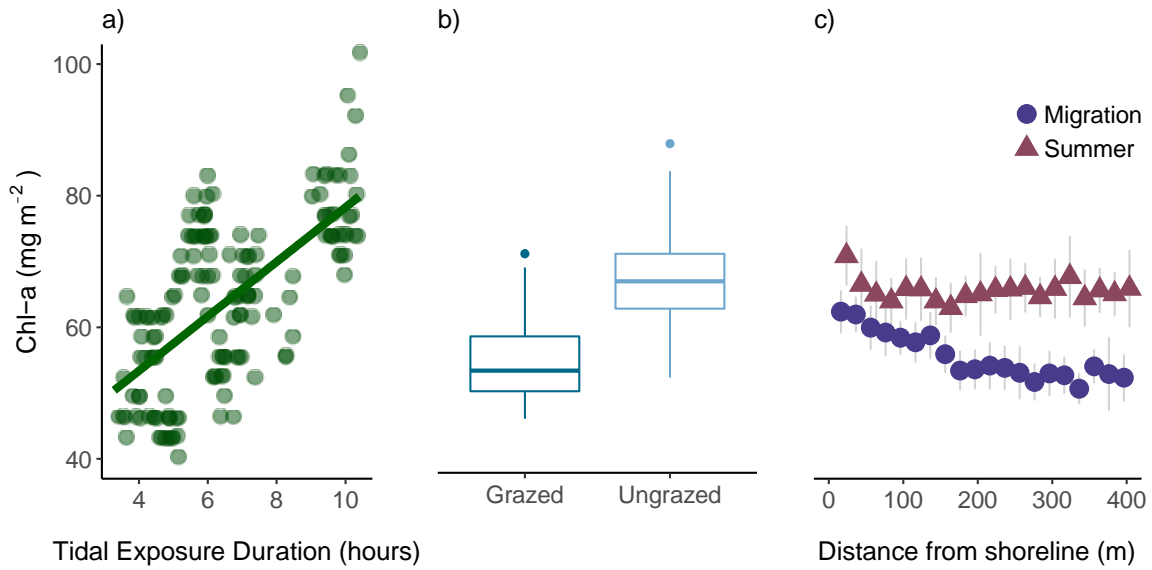 a)
b)
c)
Chl−a (mg m⁻² )
100
80
60
40
4 6 8 10
Tidal Exposure Duration (hours)
Grazed Ungrazed
Migration
Summer
0 100 200 300 400
Distance from shoreline (m)